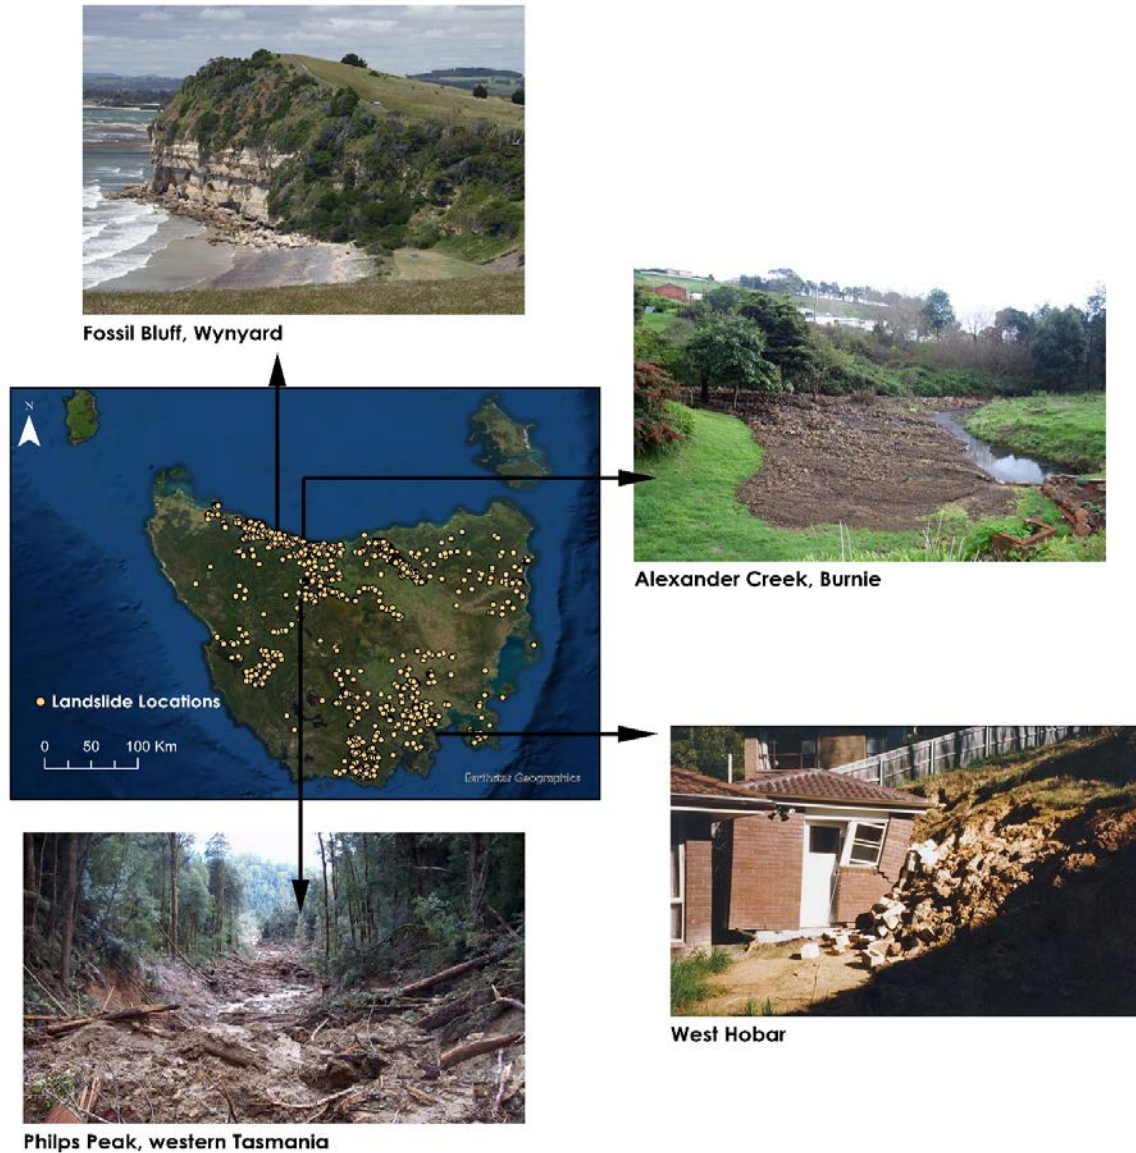 Fossil Bluff, Wynyard
N
Alexander Creek, Burnie
Landslide Locations
0 50 100 Km
Earthstar Geographics
West Hobar
Philps Peak, western Tasmania